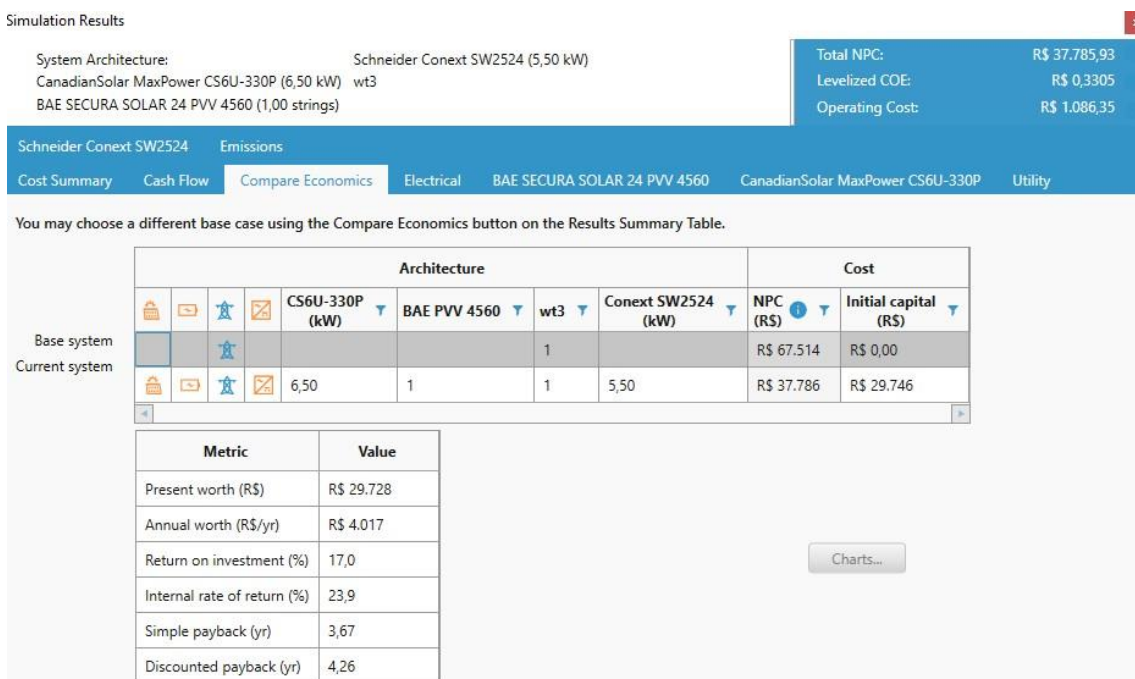 Simulation Results
System Architecture: Schneider Conext SW2524 (5,50 kW)
CanadianSolar MaxPower CS6U-330P (6,50 kW) wt3
BAE SECURA SOLAR 24 PVV 4560 (1,00 strings)
Total NPC: R$ 37.785,93
Levelized COE: R$ 0,3305
Operating Cost: R$ 1.086,35
Schneider Conext SW2524 Emissions
Cost Summary Cash Flow Compare Economics Electrical BAE SECURA SOLAR 24 PVV 4560 CanadianSolar MaxPower CS6U-330P Utility
You may choose a different base case using the Compare Economics button on the Results Summary Table.
Architecture Cost
CS6U-330P (kW) BAE PVV 4560 wt3 Conext SW2524 (kW) NPC (R$) Initial capital (R$)
Base system 1 R$ 67.514 R$ 0,00
Current system 6,50 1 1 5,50 R$ 37.786 R$ 29.746
Metric Value
Present worth (R$) R$ 29.728
Annual worth (R$/yr) R$ 4.017
Return on investment (%) 17,0
Internal rate of return (%) 23,9
Simple payback (yr) 3,67
Discounted payback (yr) 4,26
Charts...